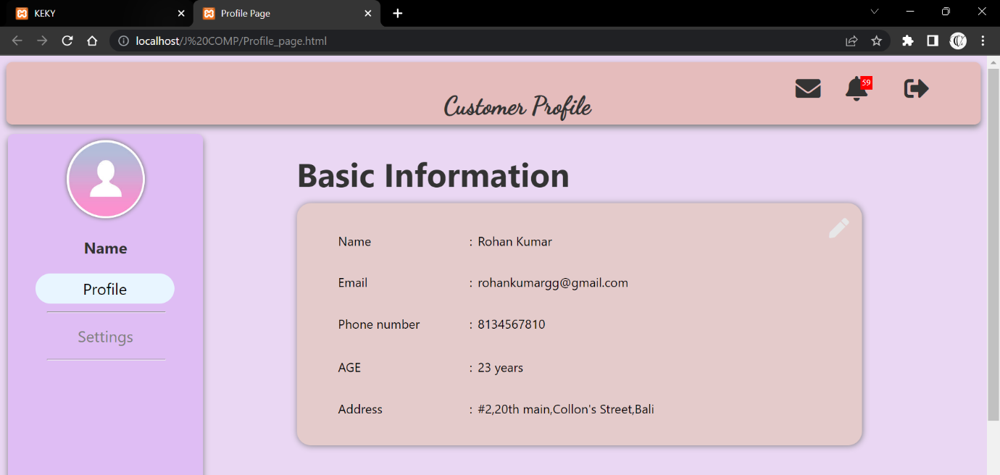 KEKY
Profile Page
localhost/J%20COMP/Profile_page.html
59
Customer Profile
Name
Profile
Settings
Basic Information
Name : Rohan Kumar
Email : rohankumargg@gmail.com
Phone number : 8134567810
AGE : 23 years
Address : #2,20th main,Collon's Street,Bali